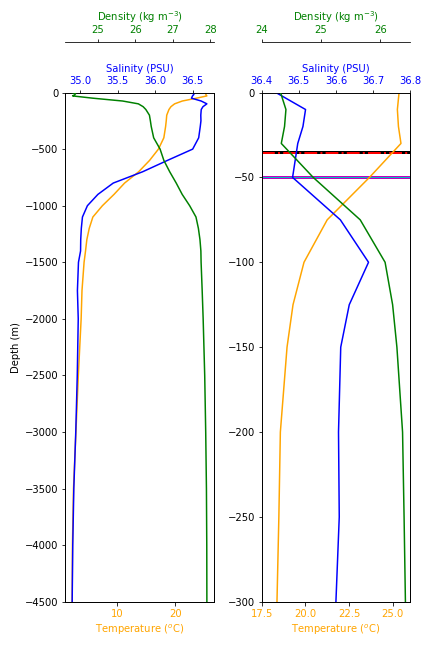 Density (kg m⁻³)
25 26 27 28
Salinity (PSU)
35.0 35.5 36.0 36.5
0
−500
−1000
−1500
−2000
−2500
−3000
−3500
−4000
−4500
Depth (m)
10 20
Temperature (°C)
Density (kg m⁻³)
24 25 26
Salinity (PSU)
36.4 36.5 36.6 36.7 36.8
0
−50
−100
−150
−200
−250
−300
17.5 20.0 22.5 25.0
Temperature (°C)